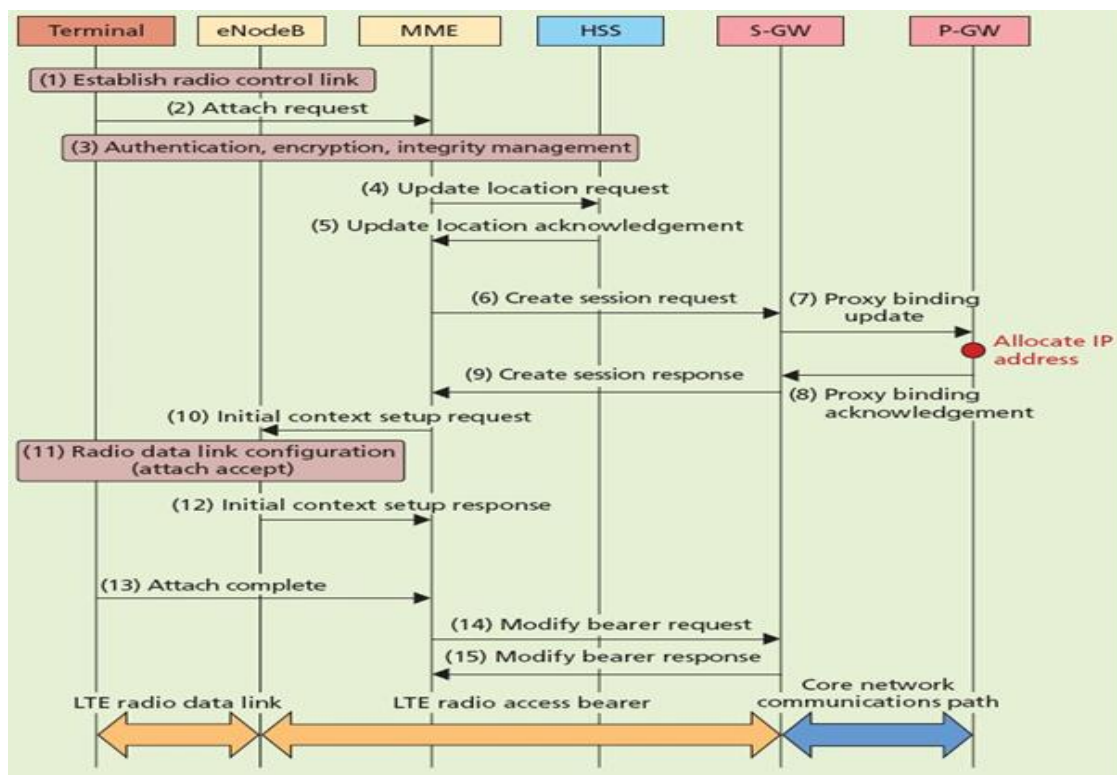 Terminal
eNodeB
MME
HSS
S-GW
P-GW
(1) Establish radio control link
(2) Attach request
(3) Authentication, encryption, integrity management
(4) Update location request
(5) Update location acknowledgement
(6) Create session request
(7) Proxy binding
update
Allocate IP
address
(9) Create session response
(8) Proxy binding
acknowledgement
(10) Initial context setup request
(11) Radio data link configuration
(attach accept)
(12) Initial context setup response
(13) Attach complete
(14) Modify bearer request
(15) Modify bearer response
LTE radio data link
LTE radio access bearer
Core network
communications path